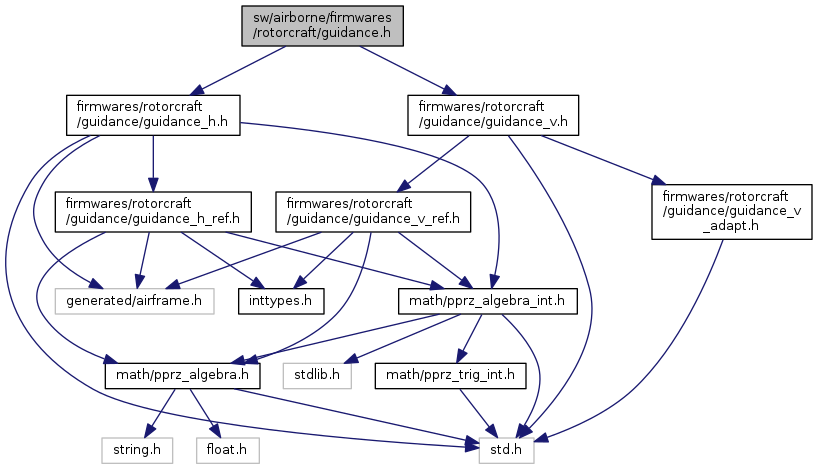 sw/airborne/firmwares
/rotorcraft/guidance.h
firmwares/rotorcraft
/guidance/guidance_h.h
firmwares/rotorcraft
/guidance/guidance_v.h
firmwares/rotorcraft
/guidance/guidance_h_ref.h
firmwares/rotorcraft
/guidance/guidance_v_ref.h
firmwares/rotorcraft
/guidance/guidance_v
_adapt.h
generated/airframe.h
inttypes.h
math/pprz_algebra_int.h
math/pprz_algebra.h
stdlib.h
math/pprz_trig_int.h
string.h
float.h
std.h